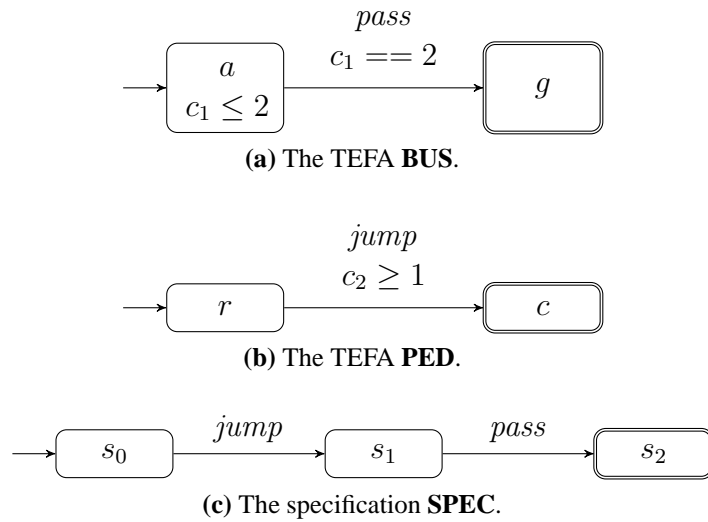 pass
a
c₁ ≤ 2
c₁ == 2
g
(a) The TEFA BUS.
jump
r
c₂ ≥ 1
c
(b) The TEFA PED.
s₀
jump
s₁
pass
s₂
(c) The specification SPEC.